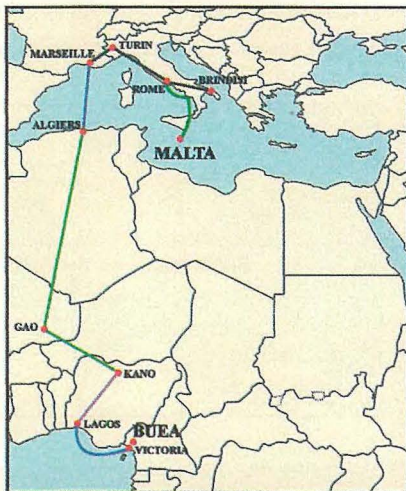 TURIN
MARSEILLE
BRINDISI
ROME
ALGIERS
MALTA
GAO
KANO
LAGOS
BUEA
VICTORIA